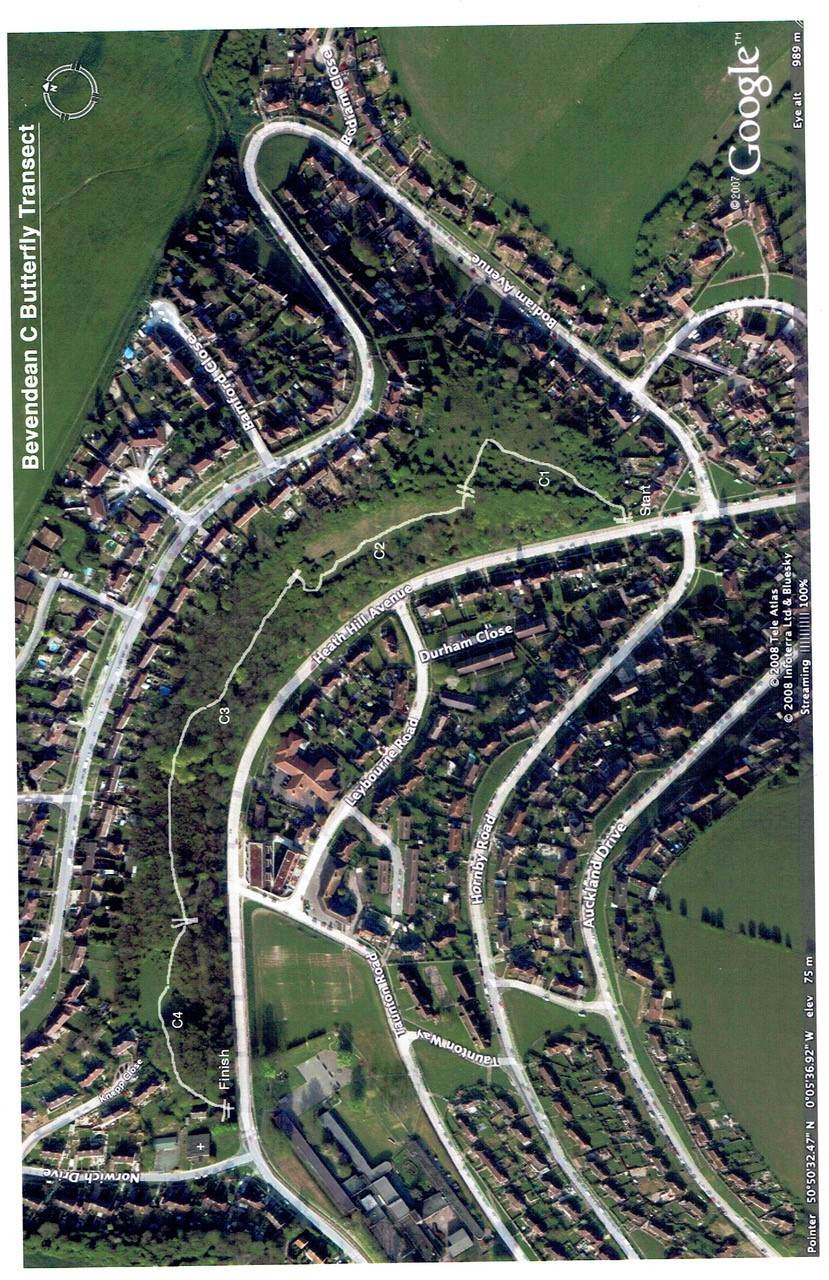 Bevendean C Butterfly Transect
N
Norwich Drive
Knepp Close
Bamford Close
Bodiam Close
+
Finish
C4
C3
C2
C1
Start
Bodiam Avenue
Heath Hill Avenue
Durham Close
Leybourne Road
Taunton Road
Taunton Way
Hornby Road
Auckland Drive
©2007 Google™
© 2008 Tele Atlas
© 2008 Infoterra Ltd & Bluesky
Pointer 50°50'32.47" N 0°05'36.92" W elev 75 m Streaming |||||||||| 100% Eye alt 989 m